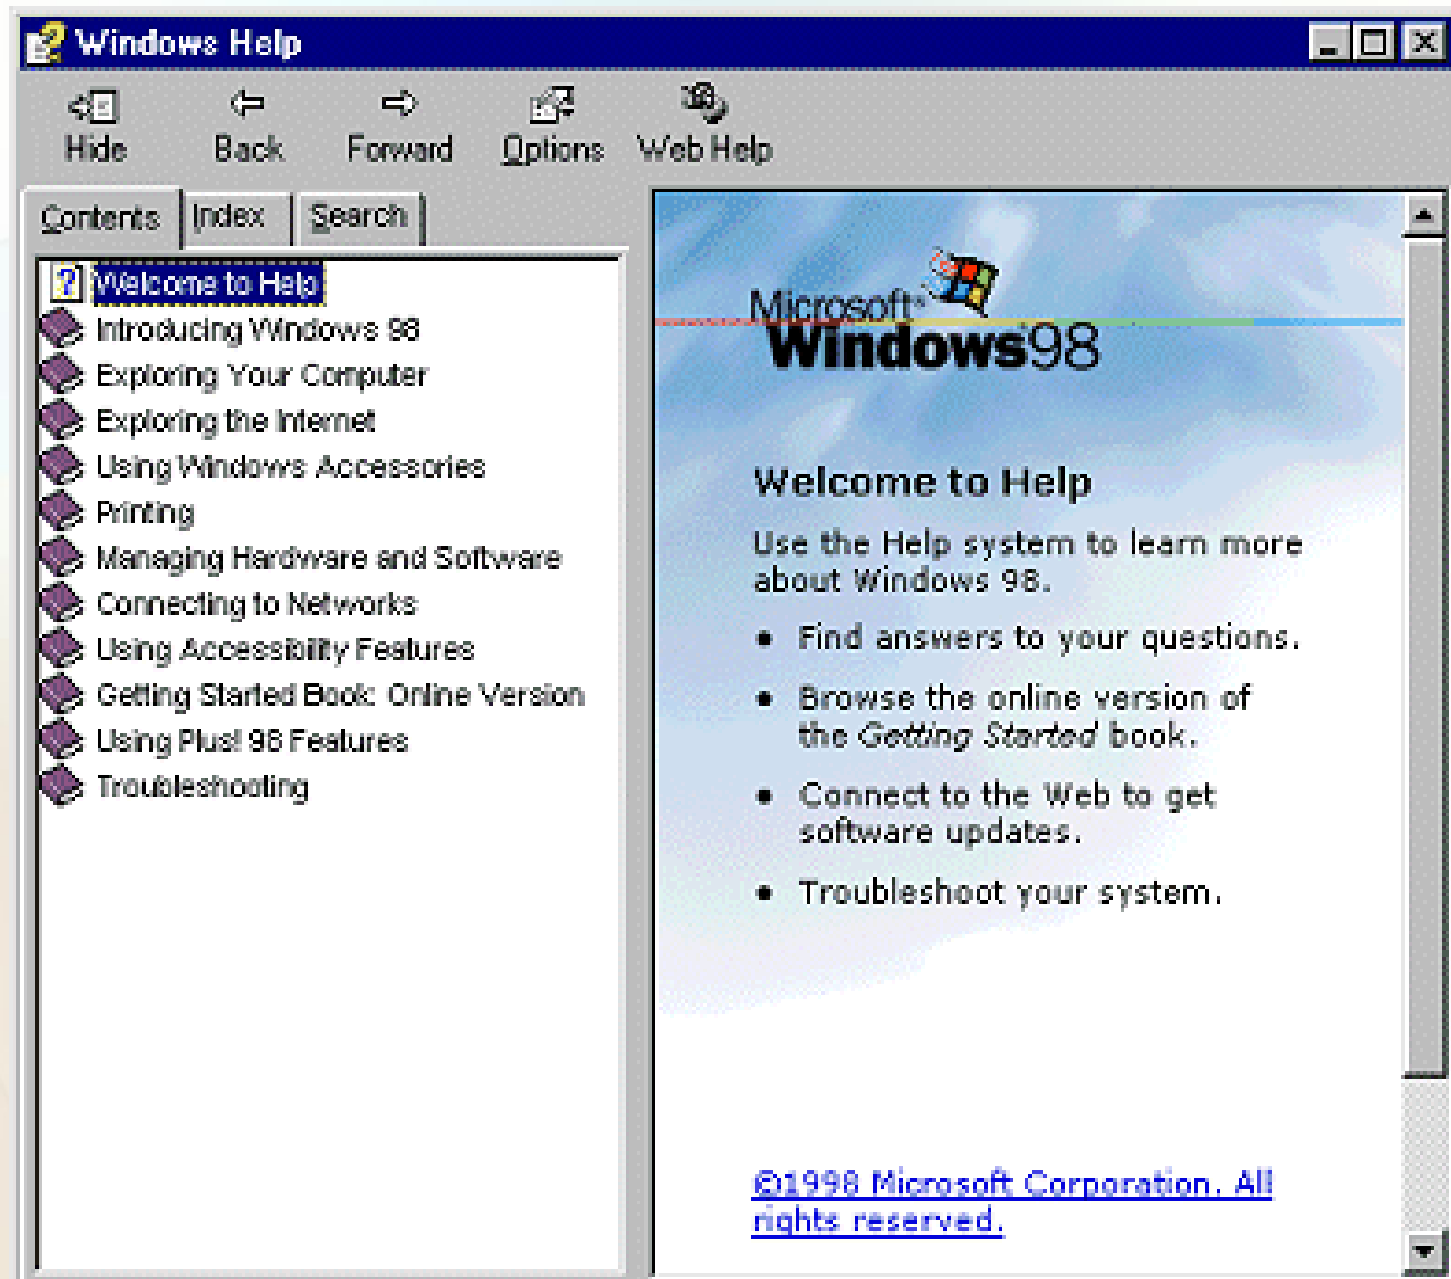 Windows Help
Hide Back Forward Options Web Help
Contents Index Search
Welcome to Help
Introducing Windows 98
Exploring Your Computer
Exploring the Internet
Using Windows Accessories
Printing
Managing Hardware and Software
Connecting to Networks
Using Accessibility Features
Getting Started Book: Online Version
Using Plus! 98 Features
Troubleshooting
Microsoft
Windows98
Welcome to Help
Use the Help system to learn more
about Windows 98.
• Find answers to your questions.
• Browse the online version of
the Getting Started book.
• Connect to the Web to get
software updates.
• Troubleshoot your system.
©1998 Microsoft Corporation. All
rights reserved.